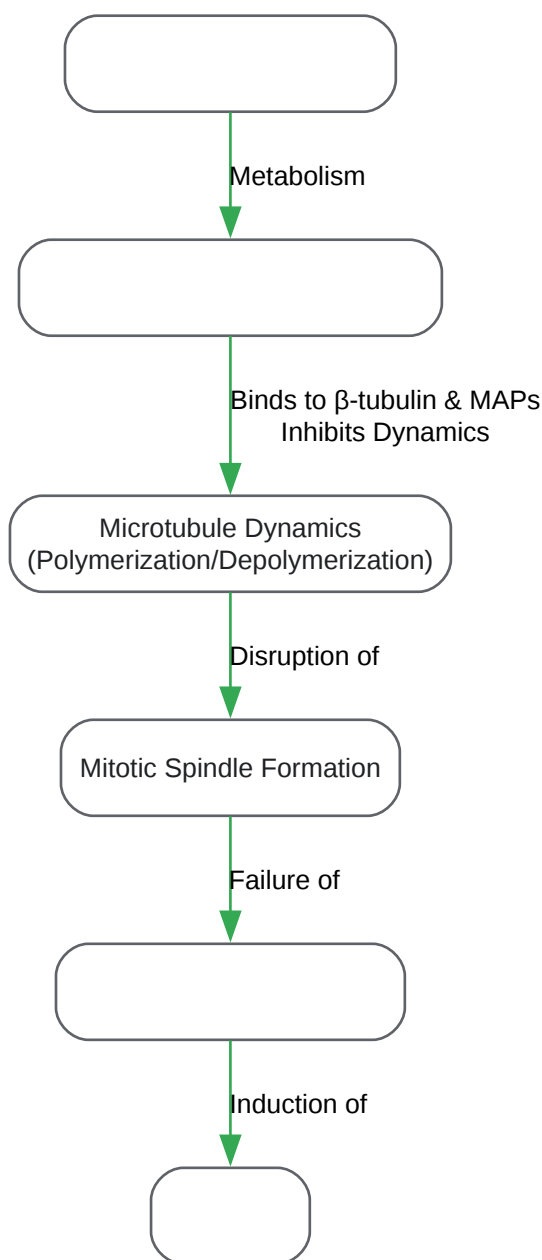 Metabolism
Binds to β-tubulin & MAPs
Inhibits Dynamics
Microtubule Dynamics
(Polymerization/Depolymerization)
Disruption of
Mitotic Spindle Formation
Failure of
Induction of